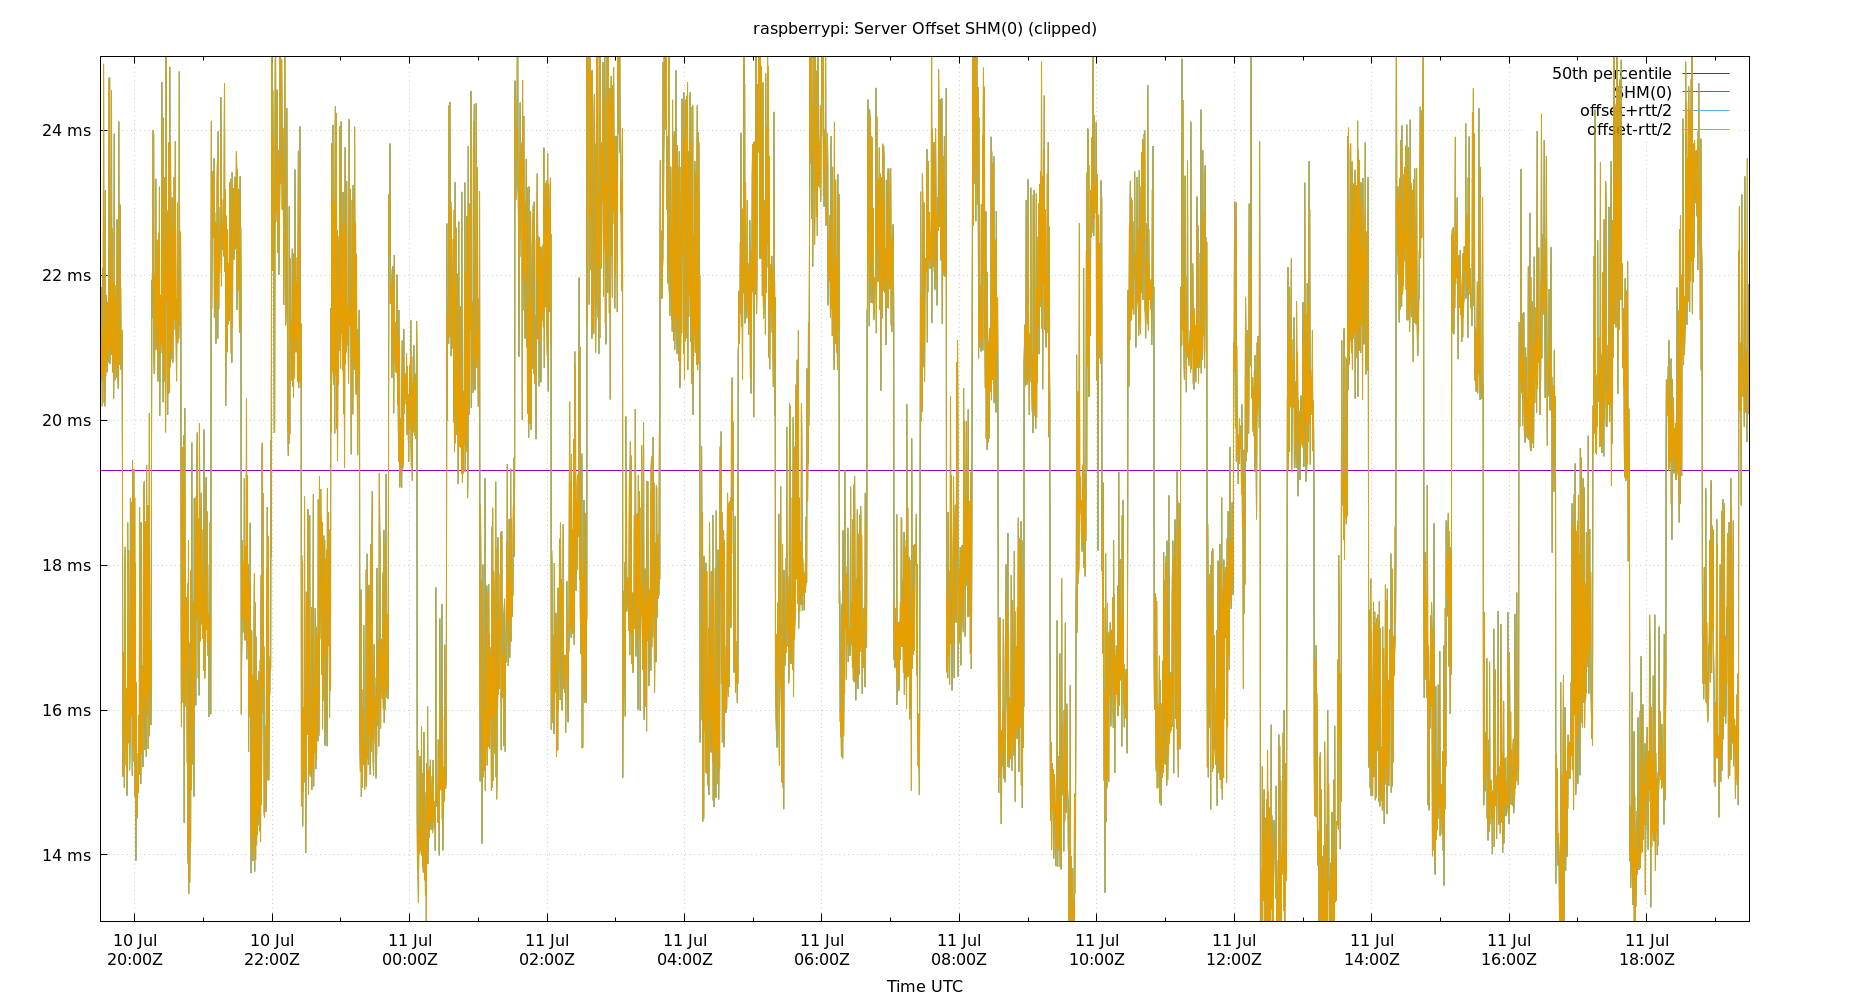 raspberrypi: Server Offset SHM(0) (clipped)
50th percentile
SHM(0)
offset+rtt/2
offset-rtt/2
24 ms
22 ms
20 ms
18 ms
16 ms
14 ms
10 Jul 10 Jul 11 Jul 11 Jul 11 Jul 11 Jul 11 Jul 11 Jul 11 Jul 11 Jul 11 Jul 11 Jul
20:00Z 22:00Z 00:00Z 02:00Z 04:00Z 06:00Z 08:00Z 10:00Z 12:00Z 14:00Z 16:00Z 18:00Z
Time UTC